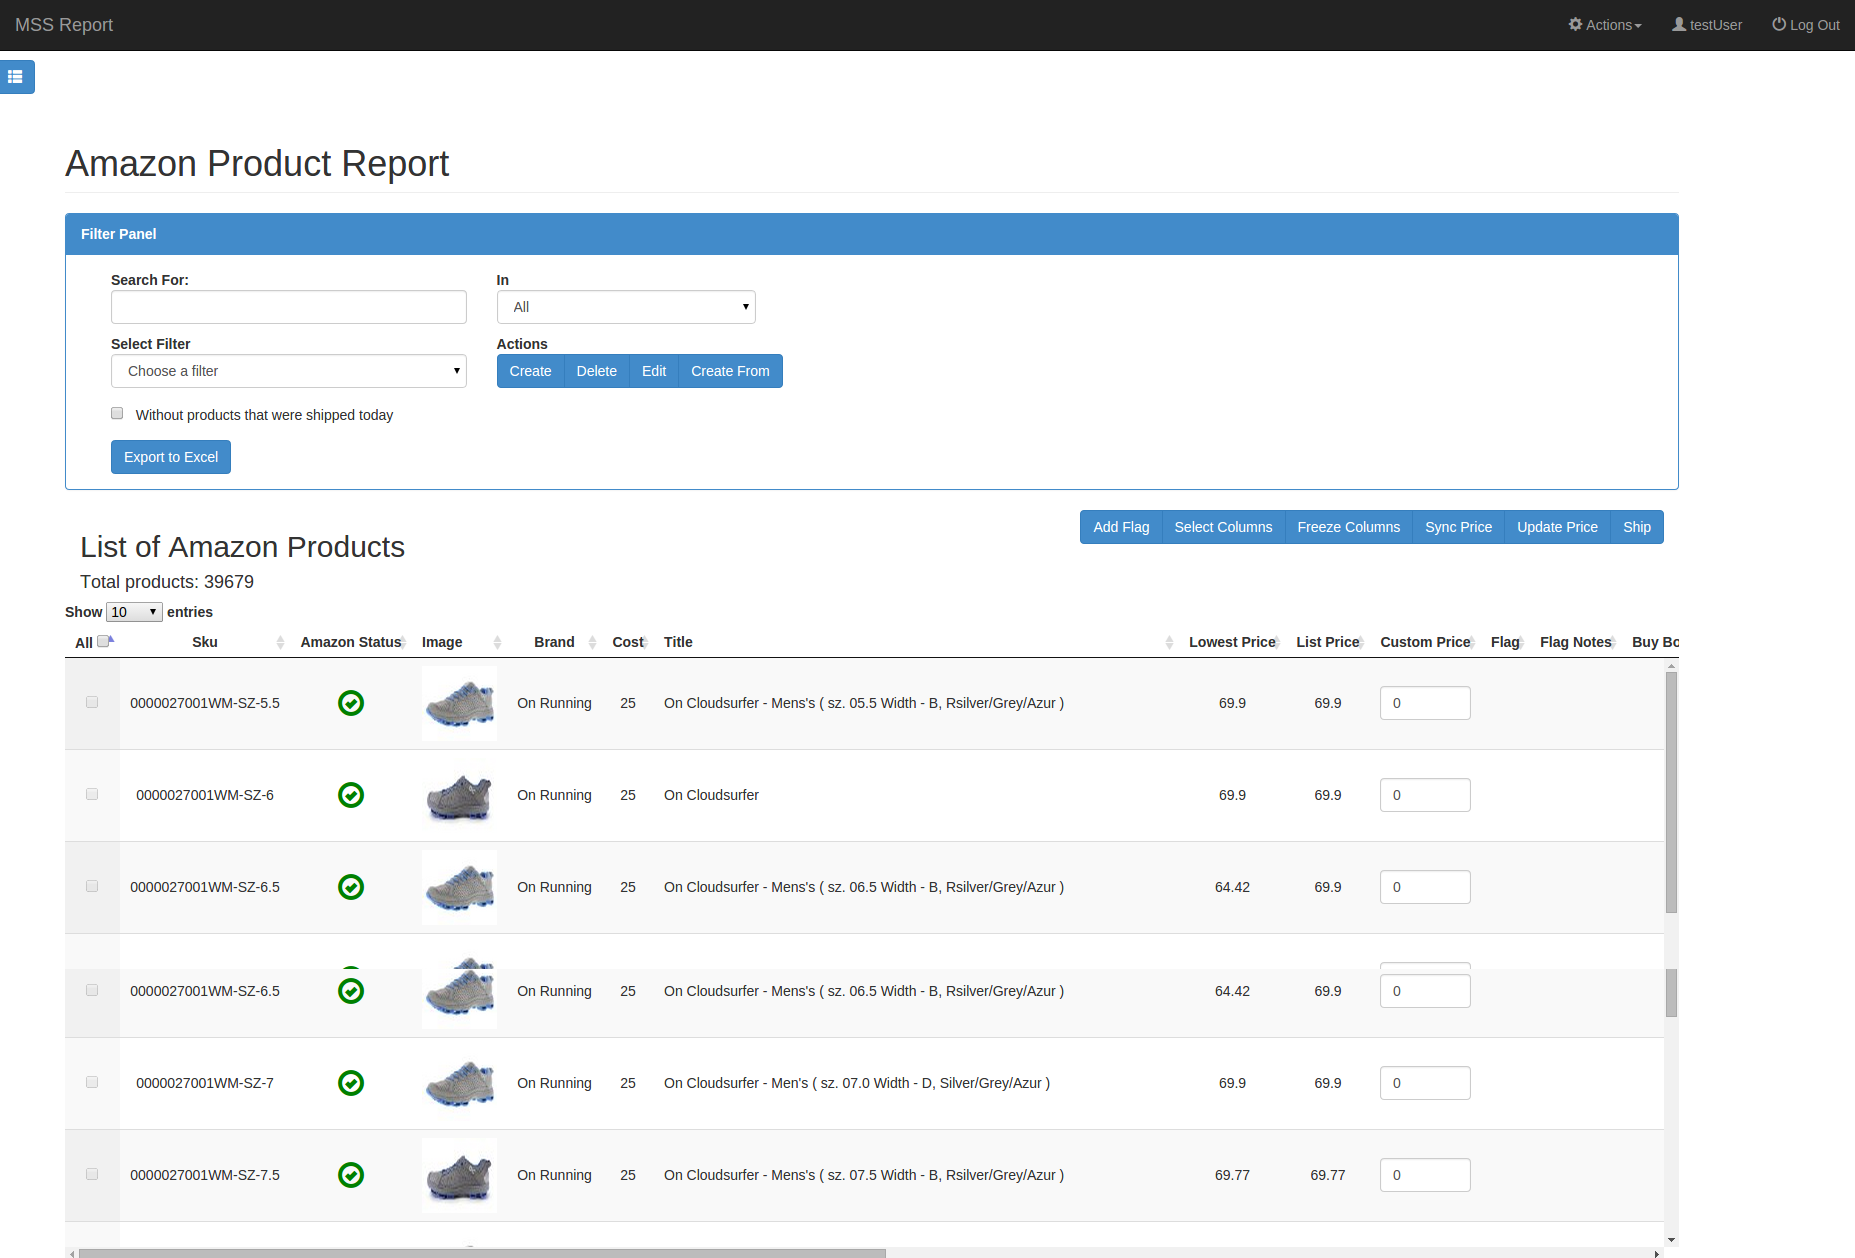 MSS Report Actions testUser Log Out
Amazon Product Report
Filter Panel
Search For: In
All
Select Filter Actions
Choose a filter Create Delete Edit Create From
Without products that were shipped today
Export to Excel
Add Flag Select Columns Freeze Columns Sync Price Update Price Ship
List of Amazon Products
Total products: 39679
Show 10 entries
All Sku Amazon Status Image Brand Cost Title Lowest Price List Price Custom Price Flag Flag Notes Buy Bo
0000027001WM-SZ-5.5 On Running 25 On Cloudsurfer - Mens's ( sz. 05.5 Width - B, Rsilver/Grey/Azur ) 69.9 69.9 0
0000027001WM-SZ-6 On Running 25 On Cloudsurfer 69.9 69.9 0
0000027001WM-SZ-6.5 On Running 25 On Cloudsurfer - Mens's ( sz. 06.5 Width - B, Rsilver/Grey/Azur ) 64.42 69.9 0
0000027001WM-SZ-6.5 On Running 25 On Cloudsurfer - Mens's ( sz. 06.5 Width - B, Rsilver/Grey/Azur ) 64.42 69.9 0
0000027001WM-SZ-7 On Running 25 On Cloudsurfer - Men's ( sz. 07.0 Width - D, Silver/Grey/Azur ) 69.9 69.9 0
0000027001WM-SZ-7.5 On Running 25 On Cloudsurfer - Mens's ( sz. 07.5 Width - B, Rsilver/Grey/Azur ) 69.77 69.77 0